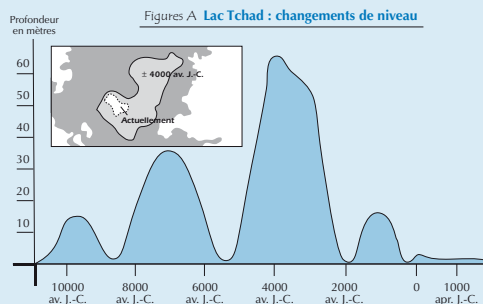 Figures A Lac Tchad : changements de niveau
Profondeur
en mètres
60
50
40
30
20
10
± 4000 av. J.-C.
Actuellement
10000 8000 6000 4000 2000 0 1000
av. J.-C. av. J.-C. av. J.-C. av. J.-C. av. J.-C. apr. J.-C.